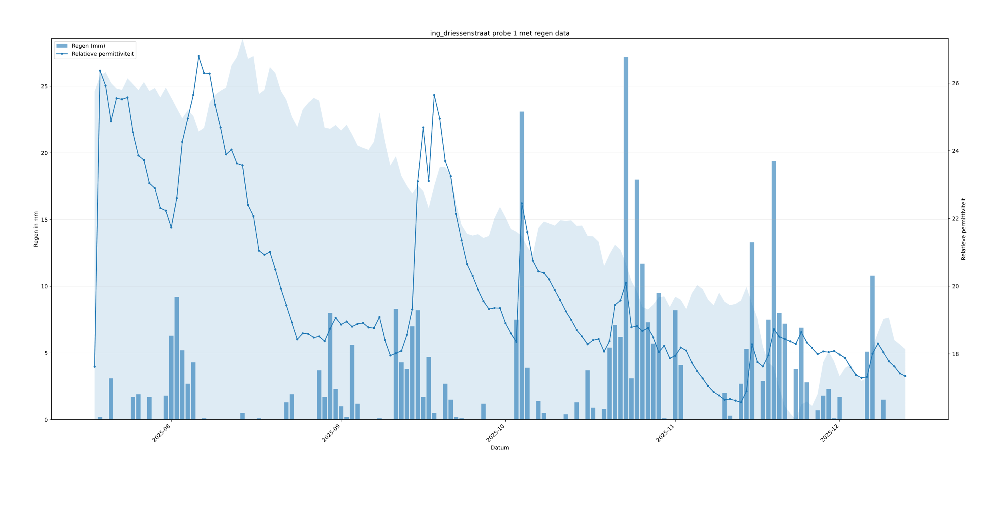 ing_driessenstraat probe 1 met regen data
Regen (mm)
Relatieve permittiviteit
25
20
15
10
5
0
Regen in mm
26
24
22
20
18
Relatieve permittiviteit
2025-08
2025-09
2025-10
2025-11
2025-12
Datum